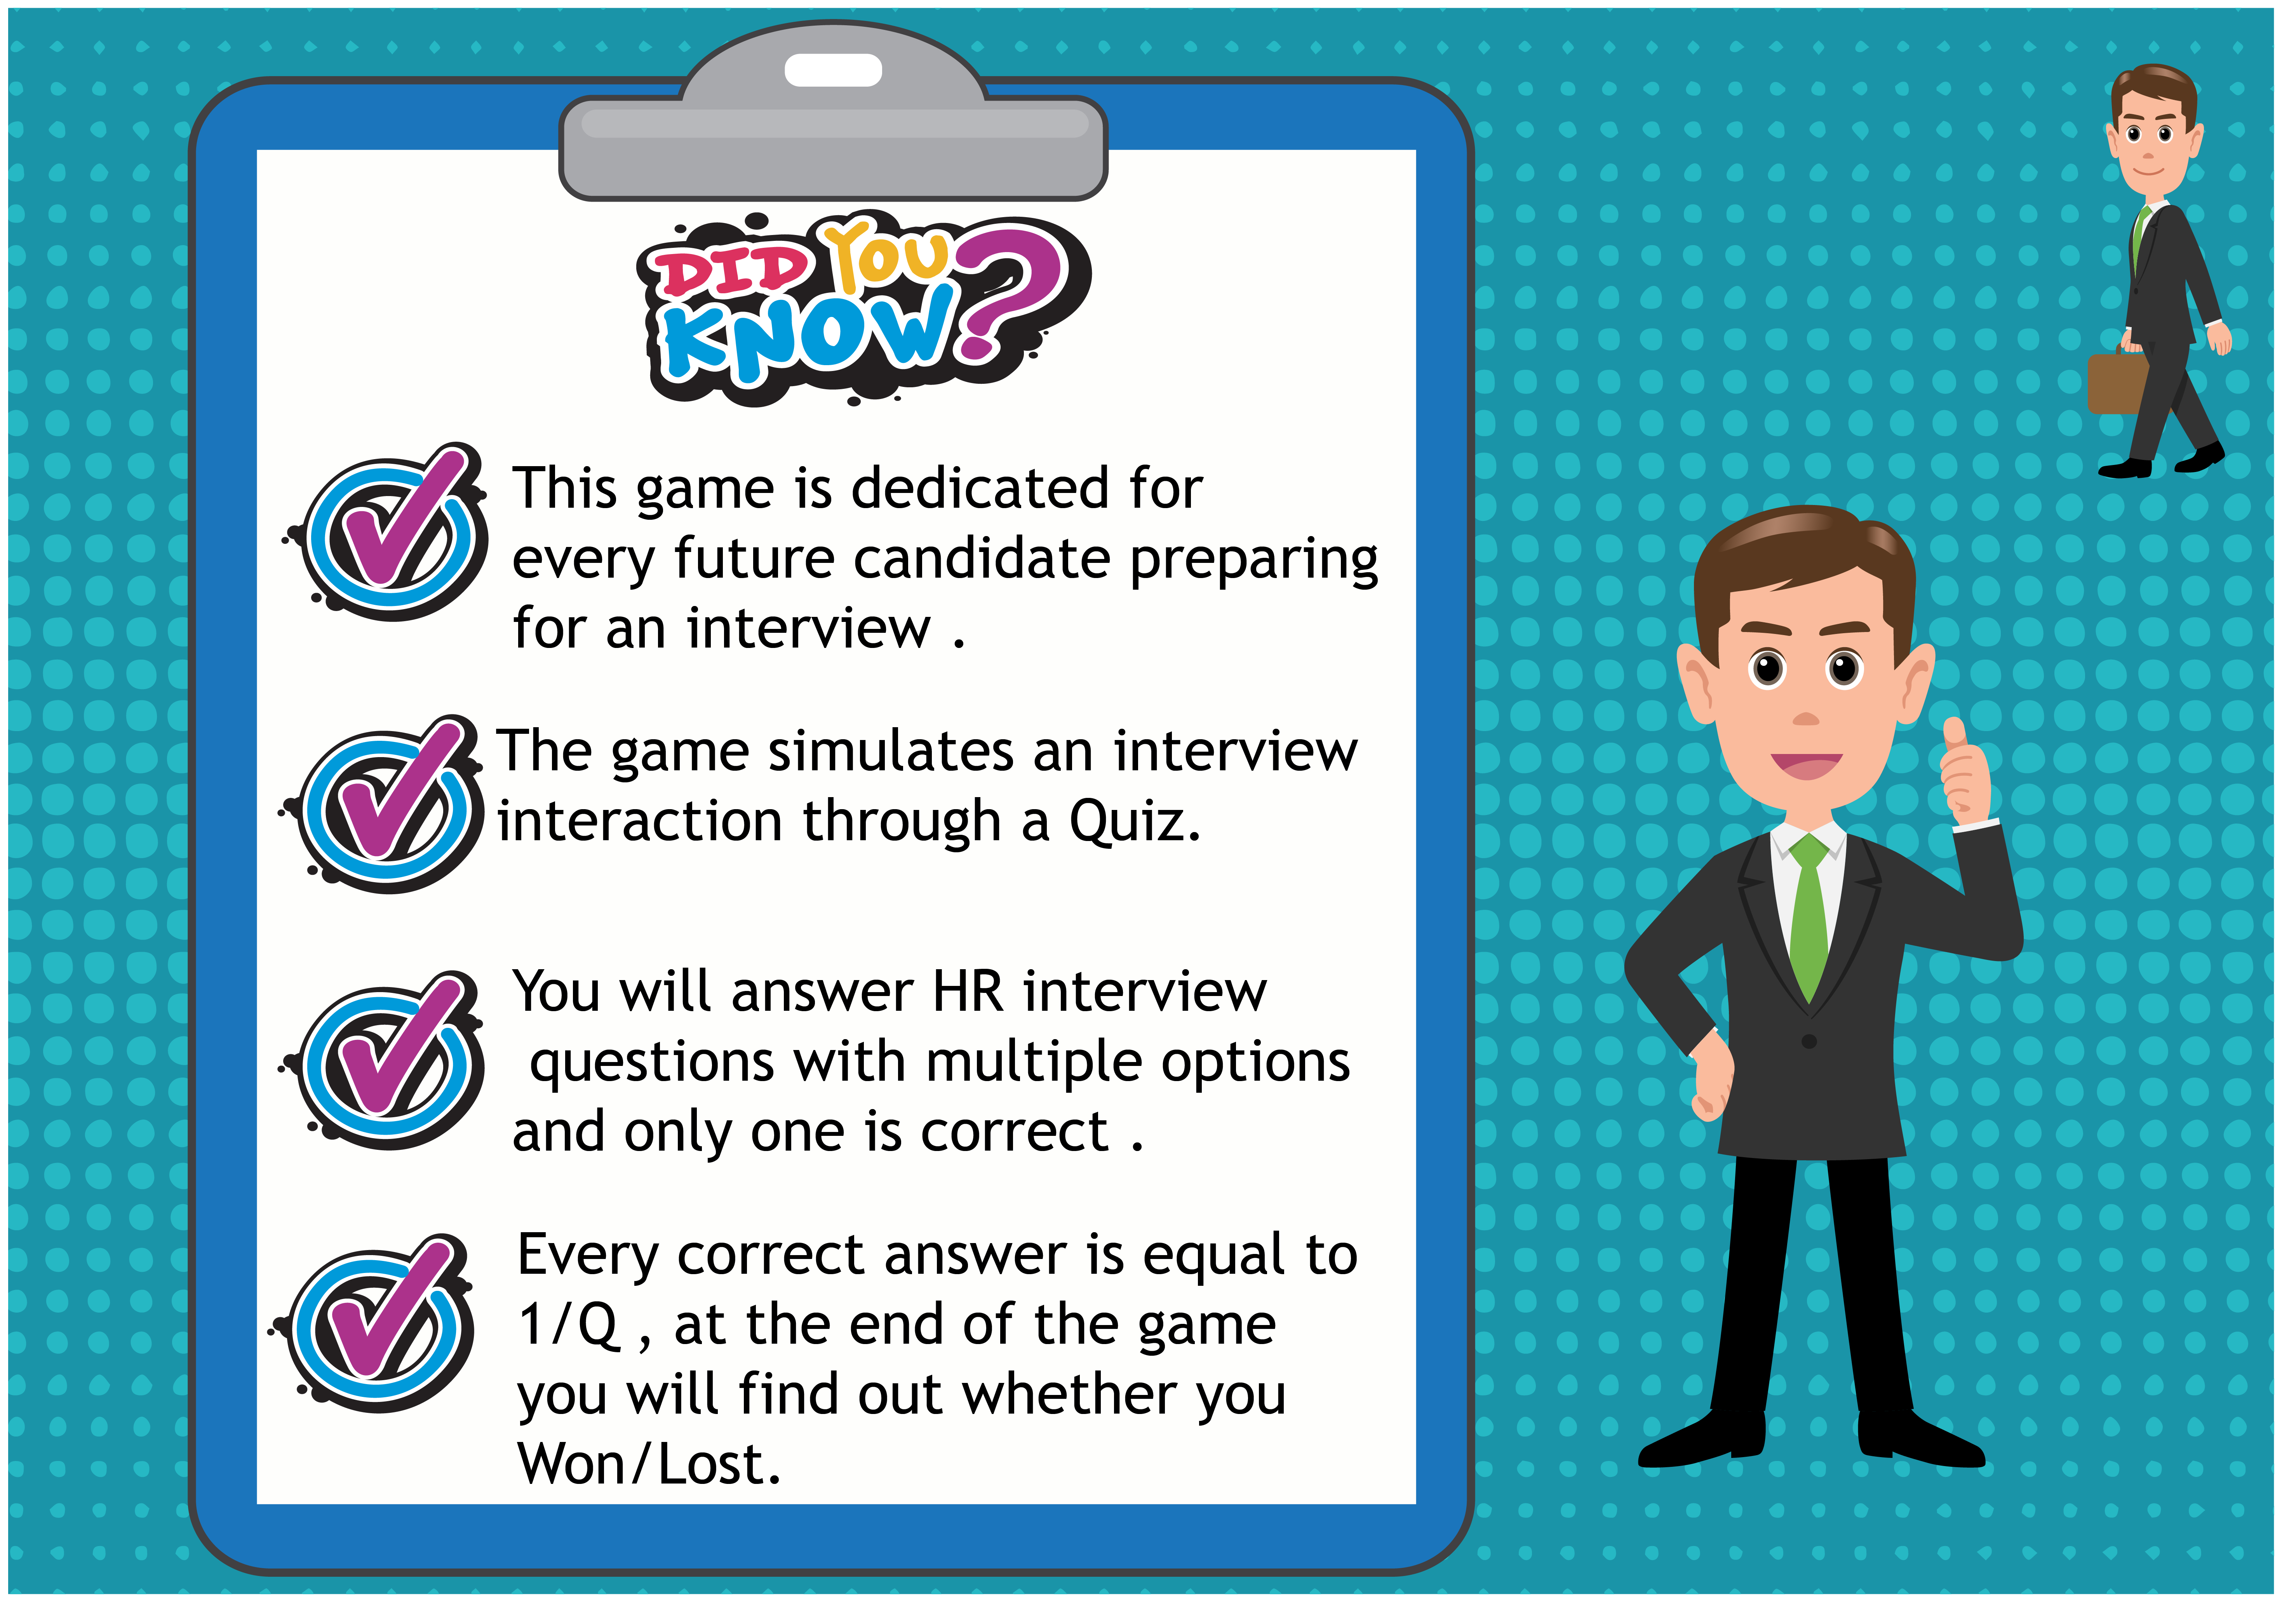 DID YOU
KNOW?
This game is dedicated for
every future candidate preparing
for an interview .
The game simulates an interview
interaction through a Quiz.
You will answer HR interview
questions with multiple options
and only one is correct .
Every correct answer is equal to
1/Q , at the end of the game
you will find out whether you
Won/Lost.